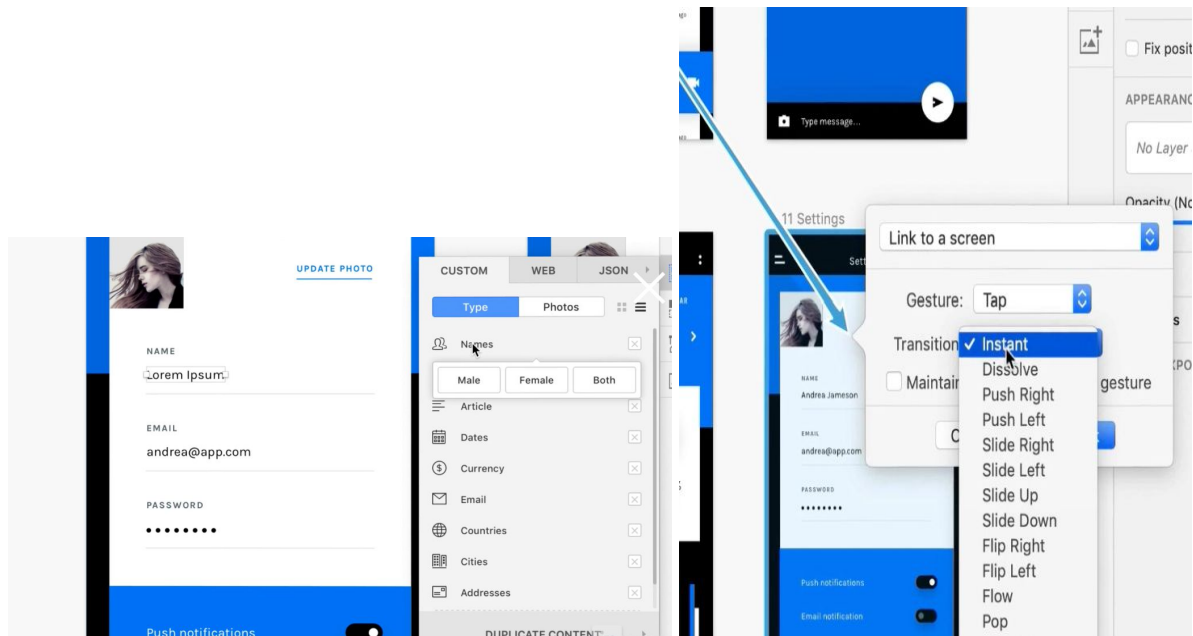 UPDATE PHOTO
NAME
Lorem Ipsum
EMAIL
andrea@app.com
PASSWORD
Push notifications
CUSTOM WEB JSON
Type Photos
Names
Male Female Both
Article
Dates
Currency
Email
Countries
Cities
Addresses
DUPLICATE CONTENT
Type message...
11 Settings
NAME
Andrea Jameson
EMAIL
andrea@app.com
PASSWORD
Push notifications
Email notification
Link to a screen
Gesture: Tap
Transition
Instant
Dissolve
Push Right
Push Left
Slide Right
Slide Left
Slide Up
Slide Down
Flip Right
Flip Left
Flow
Pop
gesture
Fix posit
APPEARANC
No Layer
Opacity (No